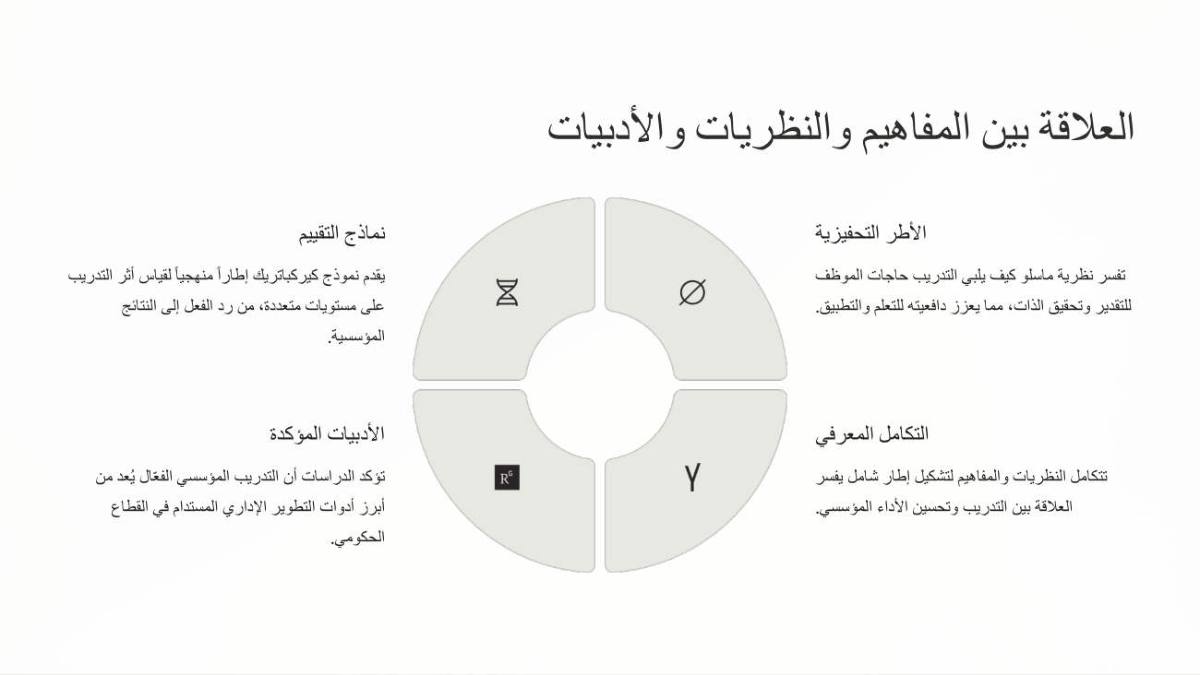 العلاقة بين المفاهيم والنظريات والأدبيات
الأطر التحفيزية
تفسر نظرية ماسلو كيف يلبي التدريب حاجات الموظف
للتقدير وتحقيق الذات، مما يعزز دافعيته للتعلم والتطبيق.
نماذج التقييم
يقدم نموذج كيركباتريك إطاراً منهجياً لقياس أثر التدريب
على مستويات متعددة، من رد الفعل إلى النتائج
المؤسسية.
التكامل المعرفي
تتكامل النظريات والمفاهيم لتشكيل إطار شامل يفسر
العلاقة بين التدريب وتحسين الأداء المؤسسي.
الأدبيات المؤكدة
تؤكد الدراسات أن التدريب المؤسسي الفعّال يُعد من
أبرز أدوات التطوير الإداري المستدام في القطاع
الحكومي.
RG